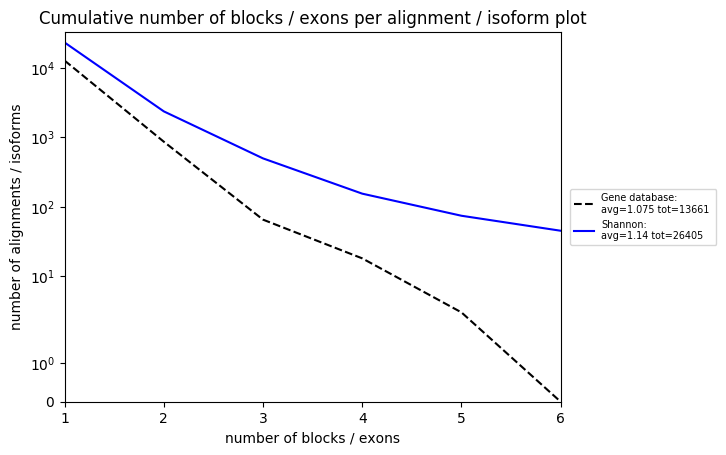 Cumulative number of blocks / exons per alignment / isoform plot
number of alignments / isoforms
10^4
10^3
10^2
10^1
10^0
0
1 2 3 4 5 6
number of blocks / exons
Gene database:
avg=1.075 tot=13661
Shannon:
avg=1.14 tot=26405